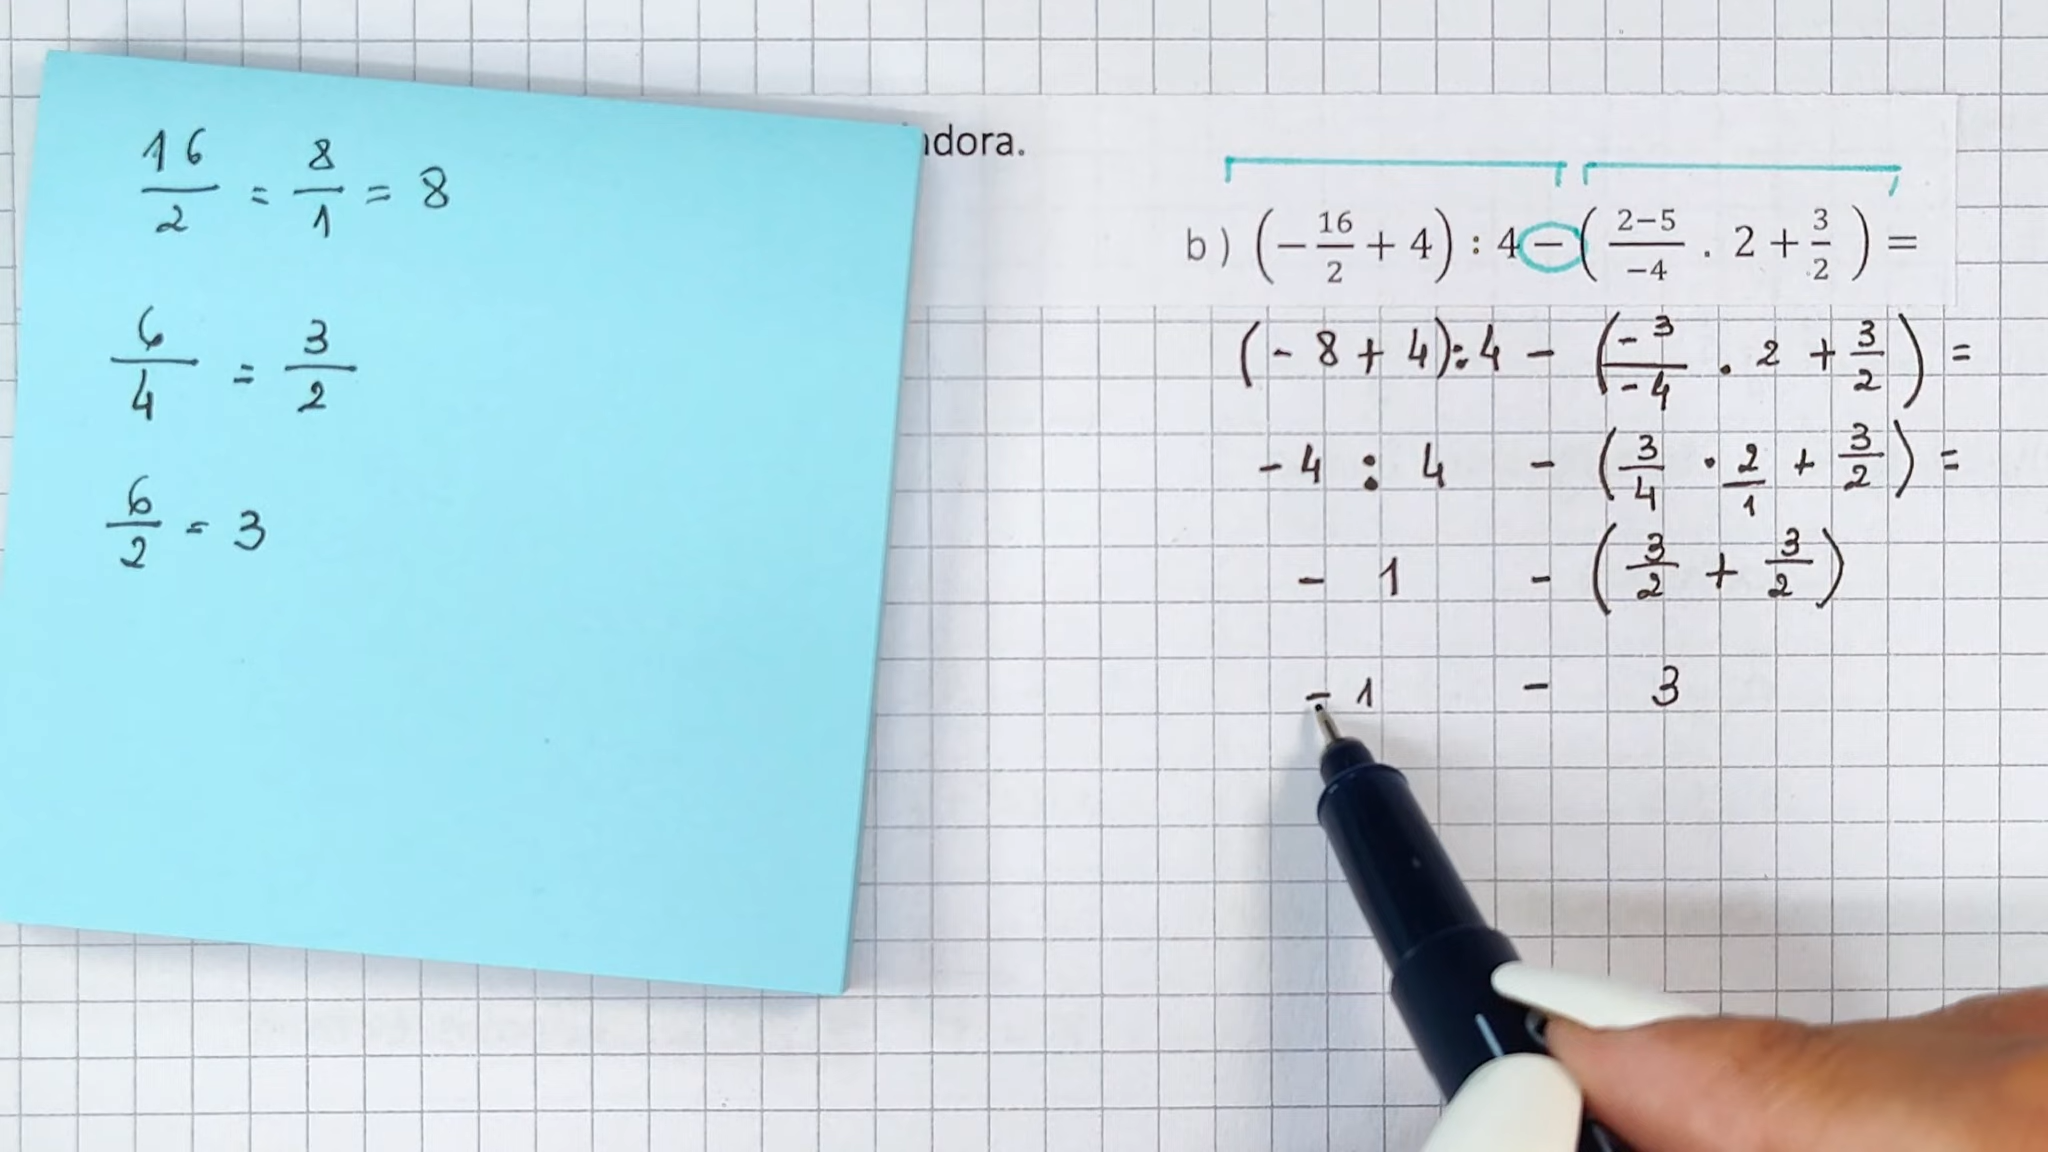 16/2 = 8/1 = 8
6/4 = 3/2
6/2 = 3
adora.
b) (-16/2 + 4) : 4 - ((2-5)/-4 . 2 + 3/2) =
(- 8 + 4) : 4 - (-3/-4 . 2 + 3/2) =
- 4 : 4 - (3/4 · 2/1 + 3/2) =
- 1 - (3/2 + 3/2)
- 1 - 3